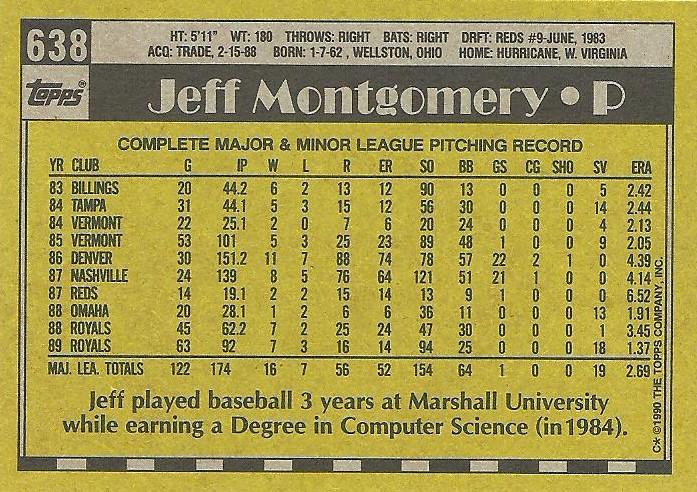 638
HT: 5'11" WT: 180 THROWS: RIGHT BATS: RIGHT DRFT: REDS #9-JUNE, 1983
ACQ: TRADE, 2-15-88 BORN: 1-7-62, WELLSTON, OHIO HOME: HURRICANE, W. VIRGINIA
TOPPS®
Jeff Montgomery • P
COMPLETE MAJOR & MINOR LEAGUE PITCHING RECORD
YR CLUB G IP W L R ER SO BB GS CG SHO SV ERA
83 BILLINGS 20 44.2 6 2 13 12 90 13 0 0 0 5 2.42
84 TAMPA 31 44.1 5 3 15 12 56 30 0 0 0 14 2.44
84 VERMONT 22 25.1 2 0 7 6 20 24 0 0 0 4 2.13
85 VERMONT 53 101 5 3 25 23 89 48 1 0 0 9 2.05
86 DENVER 30 151.2 11 7 88 74 78 57 22 2 1 0 4.39
87 NASHVILLE 24 139 8 5 76 64 121 51 21 1 0 0 4.14
87 REDS 14 19.1 2 2 15 14 13 9 1 0 0 0 6.52
88 OMAHA 20 28.1 1 2 6 6 36 11 0 0 0 13 1.91
88 ROYALS 45 62.2 7 2 25 24 47 30 0 0 0 1 3.45
89 ROYALS 63 92 7 3 16 14 94 25 0 0 0 18 1.37
MAJ. LEA. TOTALS 122 174 16 7 56 52 154 64 1 0 0 19 2.69
Jeff played baseball 3 years at Marshall University
while earning a Degree in Computer Science (in 1984).
C* © 1990 THE TOPPS COMPANY, INC.